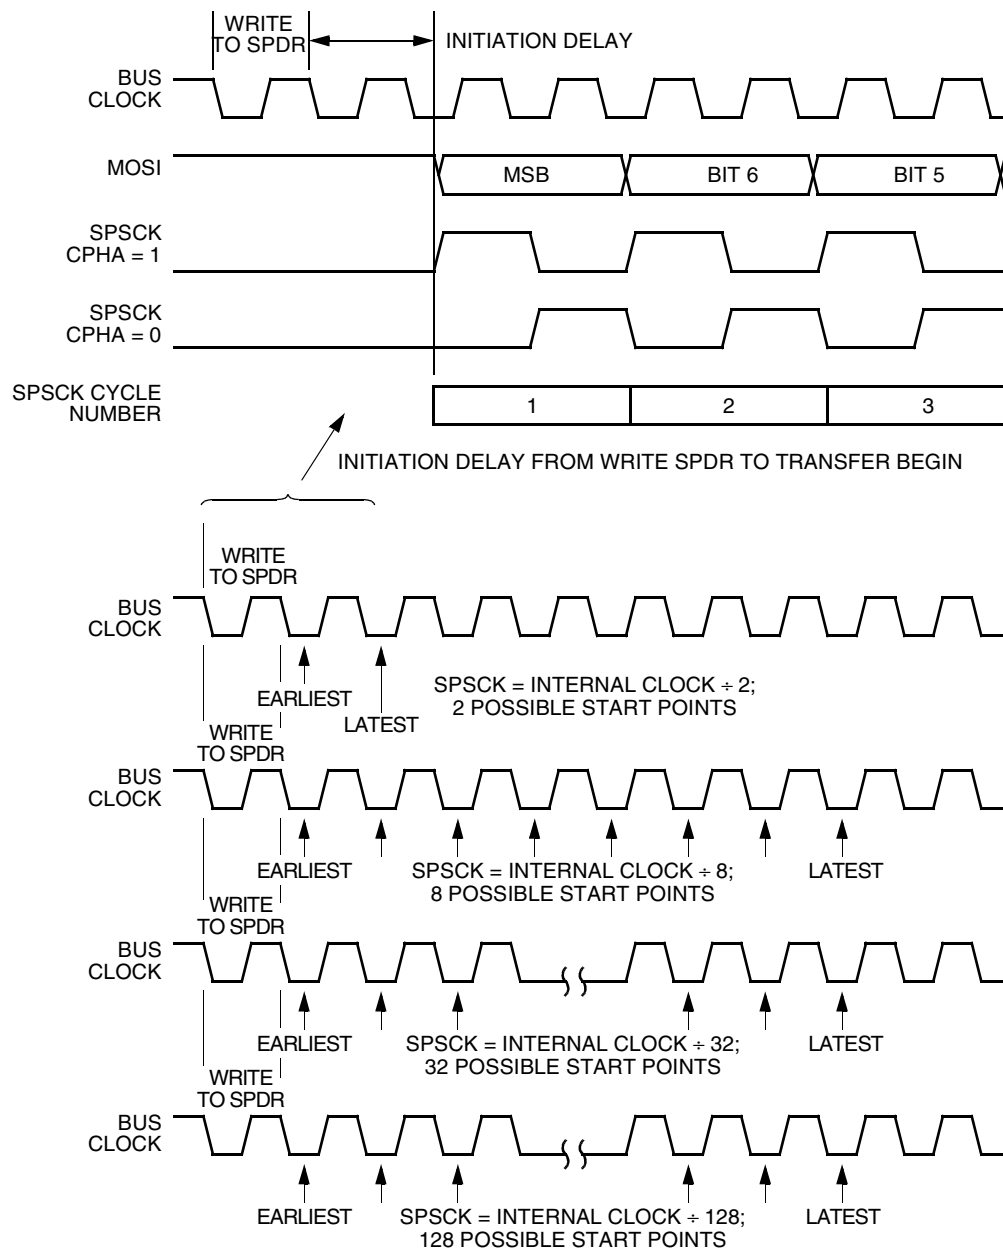 WRITE
TO SPDR
INITIATION DELAY
BUS
CLOCK
MOSI
MSB
BIT 6
BIT 5
SPSCK
CPHA = 1
SPSCK
CPHA = 0
SPSCK CYCLE
NUMBER
1
2
3
INITIATION DELAY FROM WRITE SPDR TO TRANSFER BEGIN
WRITE
TO SPDR
BUS
CLOCK
EARLIEST
LATEST
SPSCK = INTERNAL CLOCK ÷ 2;
2 POSSIBLE START POINTS
WRITE
TO SPDR
BUS
CLOCK
EARLIEST
SPSCK = INTERNAL CLOCK ÷ 8;
8 POSSIBLE START POINTS
LATEST
WRITE
TO SPDR
BUS
CLOCK
EARLIEST
SPSCK = INTERNAL CLOCK ÷ 32;
32 POSSIBLE START POINTS
LATEST
WRITE
TO SPDR
BUS
CLOCK
EARLIEST
SPSCK = INTERNAL CLOCK ÷ 128;
128 POSSIBLE START POINTS
LATEST